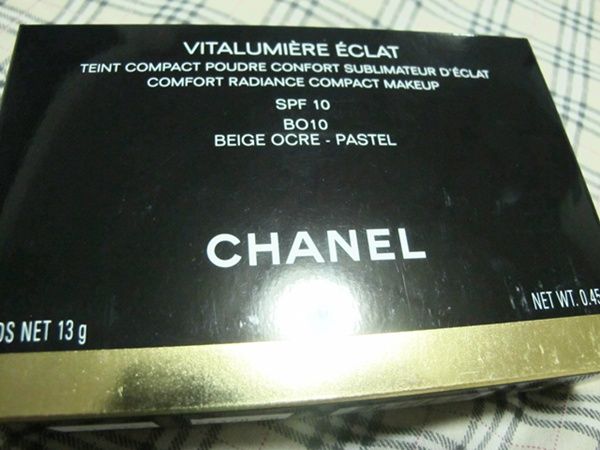 VITALUMIÈRE ÉCLAT
TEINT COMPACT POUDRE CONFORT SUBLIMATEUR D'ÉCLAT
COMFORT RADIANCE COMPACT MAKEUP
SPF 10
BO10
BEIGE OCRE - PASTEL
CHANEL
NET WT. 0.45
NET 13 g